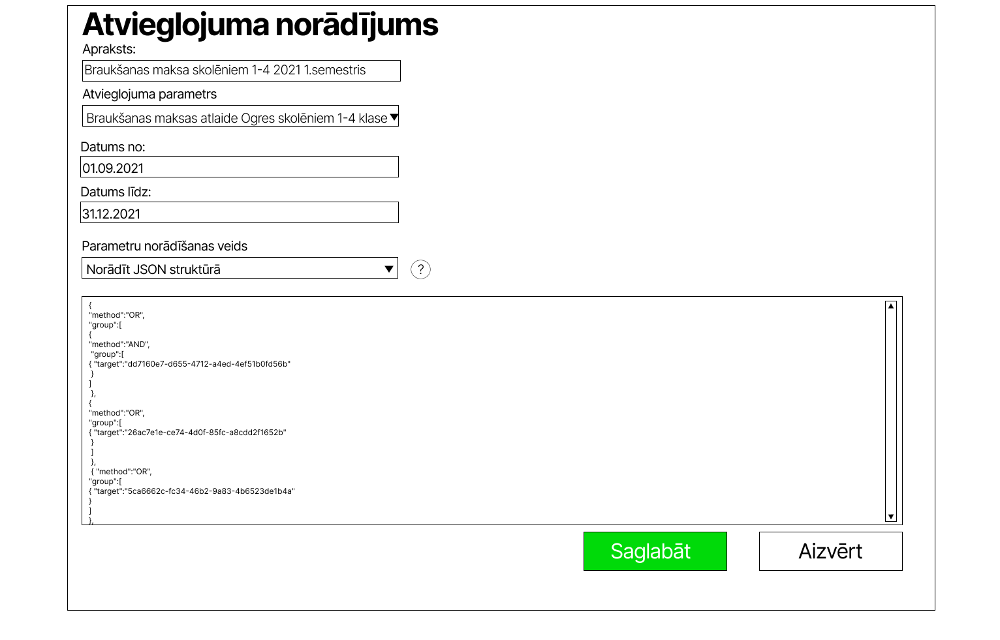 Atvieglojuma norādījums
Apraksts:
Braukšanas maksa skolēniem 1-4 2021 1.semestris
Atvieglojuma parametrs
Braukšanas maksas atlaide Ogres skolēniem 1-4 klase ▼
Datums no:
01.09.2021
Datums līdz:
31.12.2021
Parametru norādīšanas veids
Norādīt JSON struktūrā ▼ ?
{
"method":"OR",
"group":[
{
"method":"AND",
"group":[
{ "target":"dd7160e7-d655-4712-a4ed-4ef51b0fd56b"
}
]
},
{
"method":"OR",
"group":[
{ "target":"26ac7e1e-ce74-4d0f-85fc-a8cdd2f1652b"
}
]
},
{ "method":"OR",
"group":[
{ "target":"5ca6662c-fc34-46b2-9a83-4b6523de1b4a"
}
]
},
Saglabāt Aizvērt